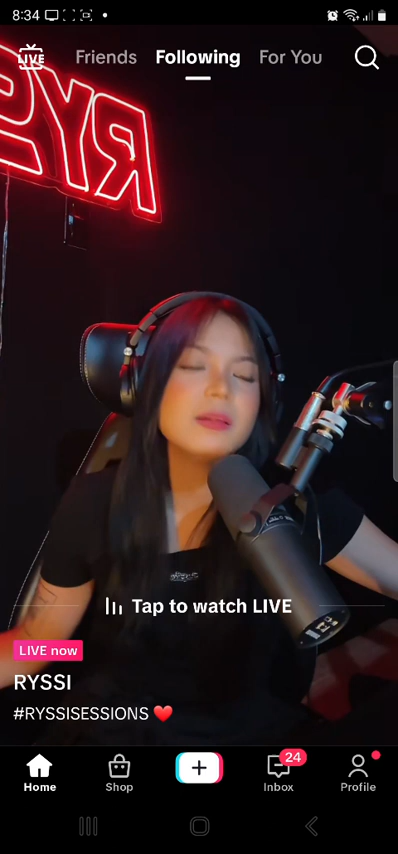 8:34
LIVE
Friends
Following
For You
RYS
Tap to watch LIVE
LIVE now
RYSSI
#RYSSISESSIONS ❤️
Home
Shop
24
Inbox
Profile